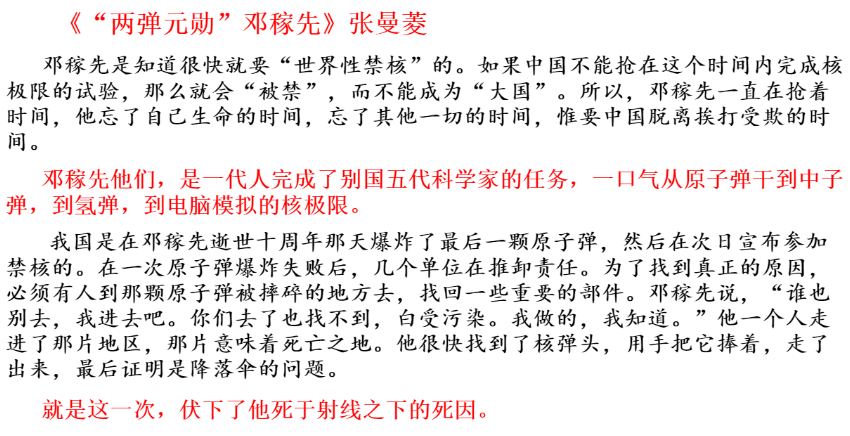 《“两弹元勋”邓稼先》张曼菱
邓稼先是知道很快就要“世界性禁核”的。如果中国不能抢在这个时间内完成核
极限的试验，那么就会“被禁”，而不能成为“大国”。所以，邓稼先一直在抢着
时间，他忘了自己生命的时间，忘了其他一切的时间，惟要中国脱离挨打受欺的时
间。
邓稼先他们，是一代人完成了别国五代科学家的任务，一口气从原子弹干到中子
弹，到氢弹，到电脑模拟的核极限。
我国是在邓稼先逝世十周年那天爆炸了最后一颗原子弹，然后在次日宣布参加
禁核的。在一次原子弹爆炸失败后，几个单位在推卸责任。为了找到真正的原因，
必须有人到那颗原子弹被摔碎的地方去，找回一些重要的部件。邓稼先说，“谁也
别去，我进去吧。你们去了也找不到，白受污染。我做的，我知道。”他一个人走
进了那片地区，那片意味着死亡之地。他很快找到了核弹头，用手把它捧着，走了
出来，最后证明是降落伞的问题。
就是这一次，伏下了他死于射线之下的死因。